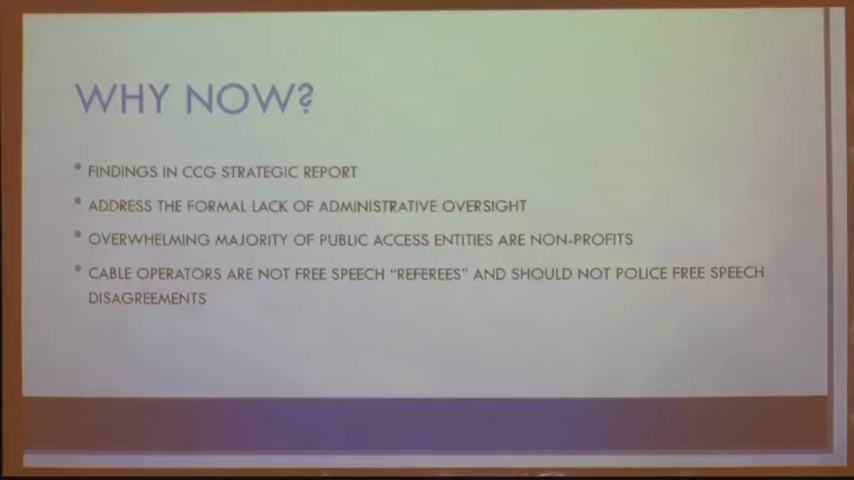 WHY NOW?
• FINDINGS IN CCG STRATEGIC REPORT
• ADDRESS THE FORMAL LACK OF ADMINISTRATIVE OVERSIGHT
• OVERWHELMING MAJORITY OF PUBLIC ACCESS ENTITIES ARE NON-PROFITS
• CABLE OPERATORS ARE NOT FREE SPEECH “REFEREES” AND SHOULD NOT POLICE FREE SPEECH
DISAGREEMENTS